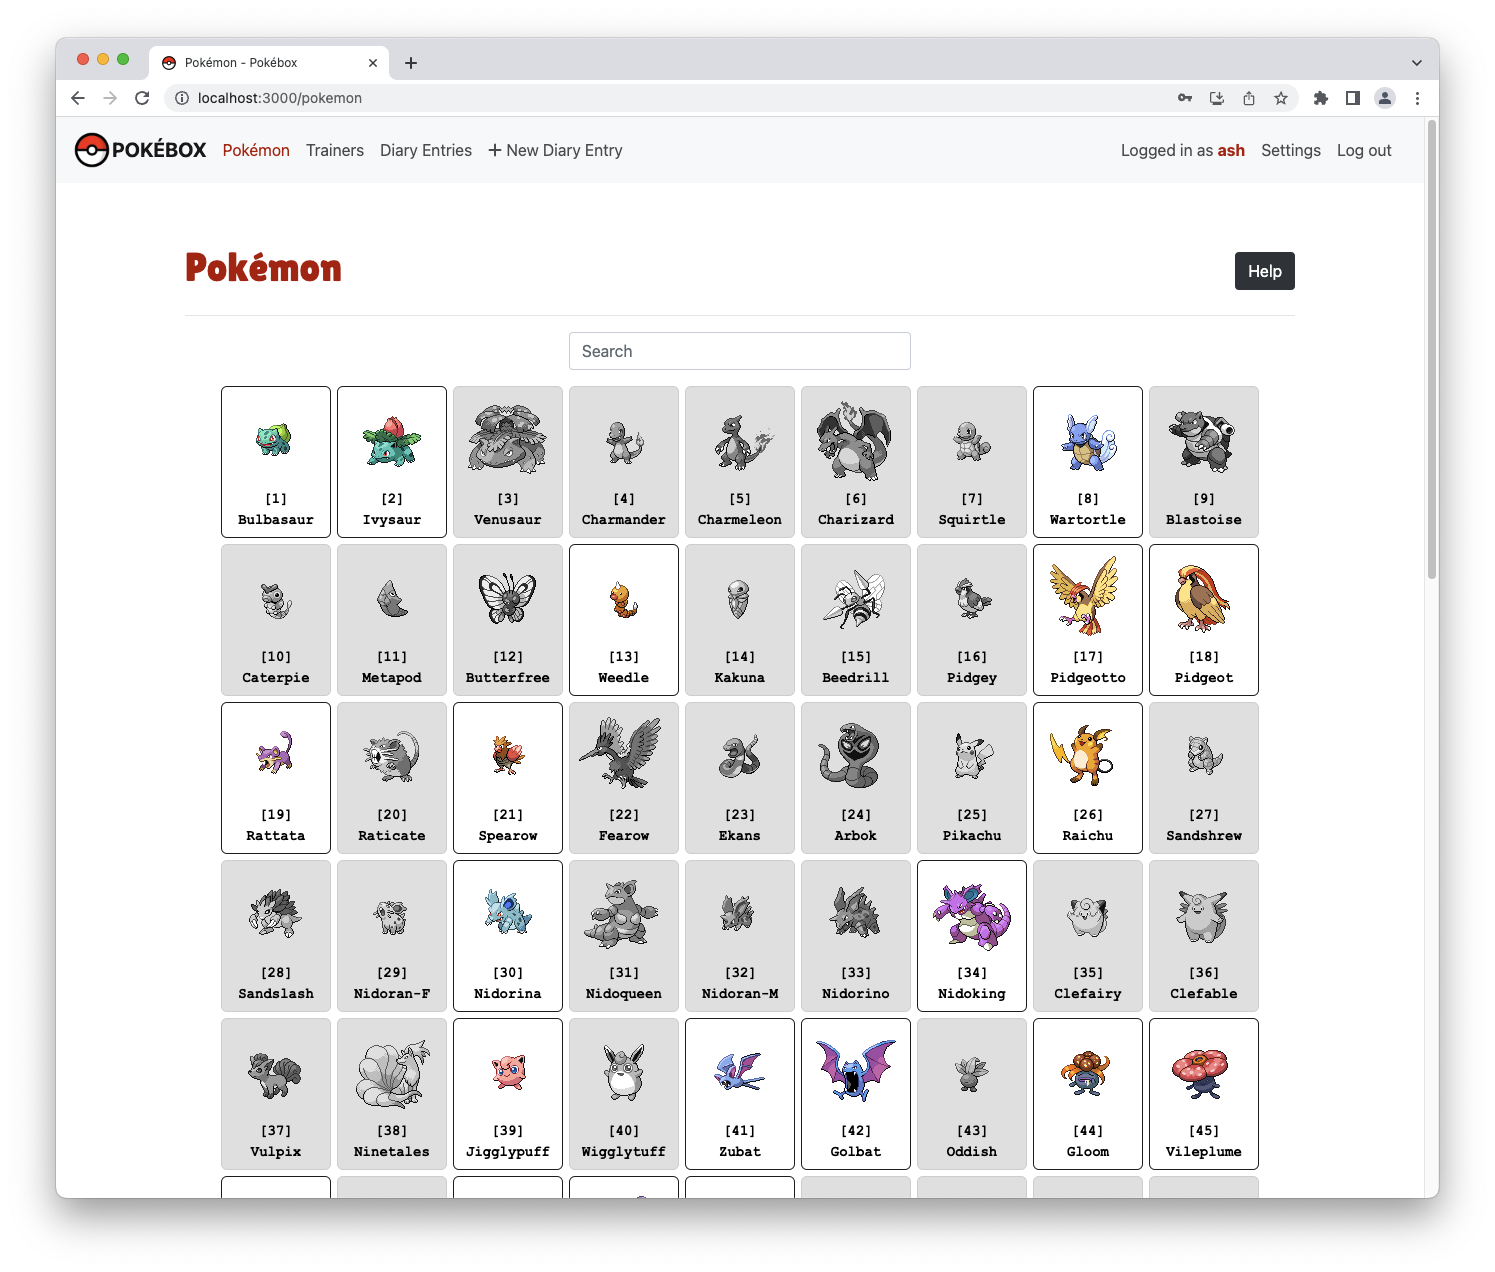 Pokémon - Pokébox
localhost:3000/pokemon
POKÉBOX Pokémon Trainers Diary Entries + New Diary Entry Logged in as ash Settings Log out
Pokémon
Help
Search
[1] [2] [3] [4] [5] [6] [7] [8] [9]
Bulbasaur Ivysaur Venusaur Charmander Charmeleon Charizard Squirtle Wartortle Blastoise
[10] [11] [12] [13] [14] [15] [16] [17] [18]
Caterpie Metapod Butterfree Weedle Kakuna Beedrill Pidgey Pidgeotto Pidgeot
[19] [20] [21] [22] [23] [24] [25] [26] [27]
Rattata Raticate Spearow Fearow Ekans Arbok Pikachu Raichu Sandshrew
[28] [29] [30] [31] [32] [33] [34] [35] [36]
Sandslash Nidoran-F Nidorina Nidoqueen Nidoran-M Nidorino Nidoking Clefairy Clefable
[37] [38] [39] [40] [41] [42] [43] [44] [45]
Vulpix Ninetales Jigglypuff Wigglytuff Zubat Golbat Oddish Gloom Vileplume